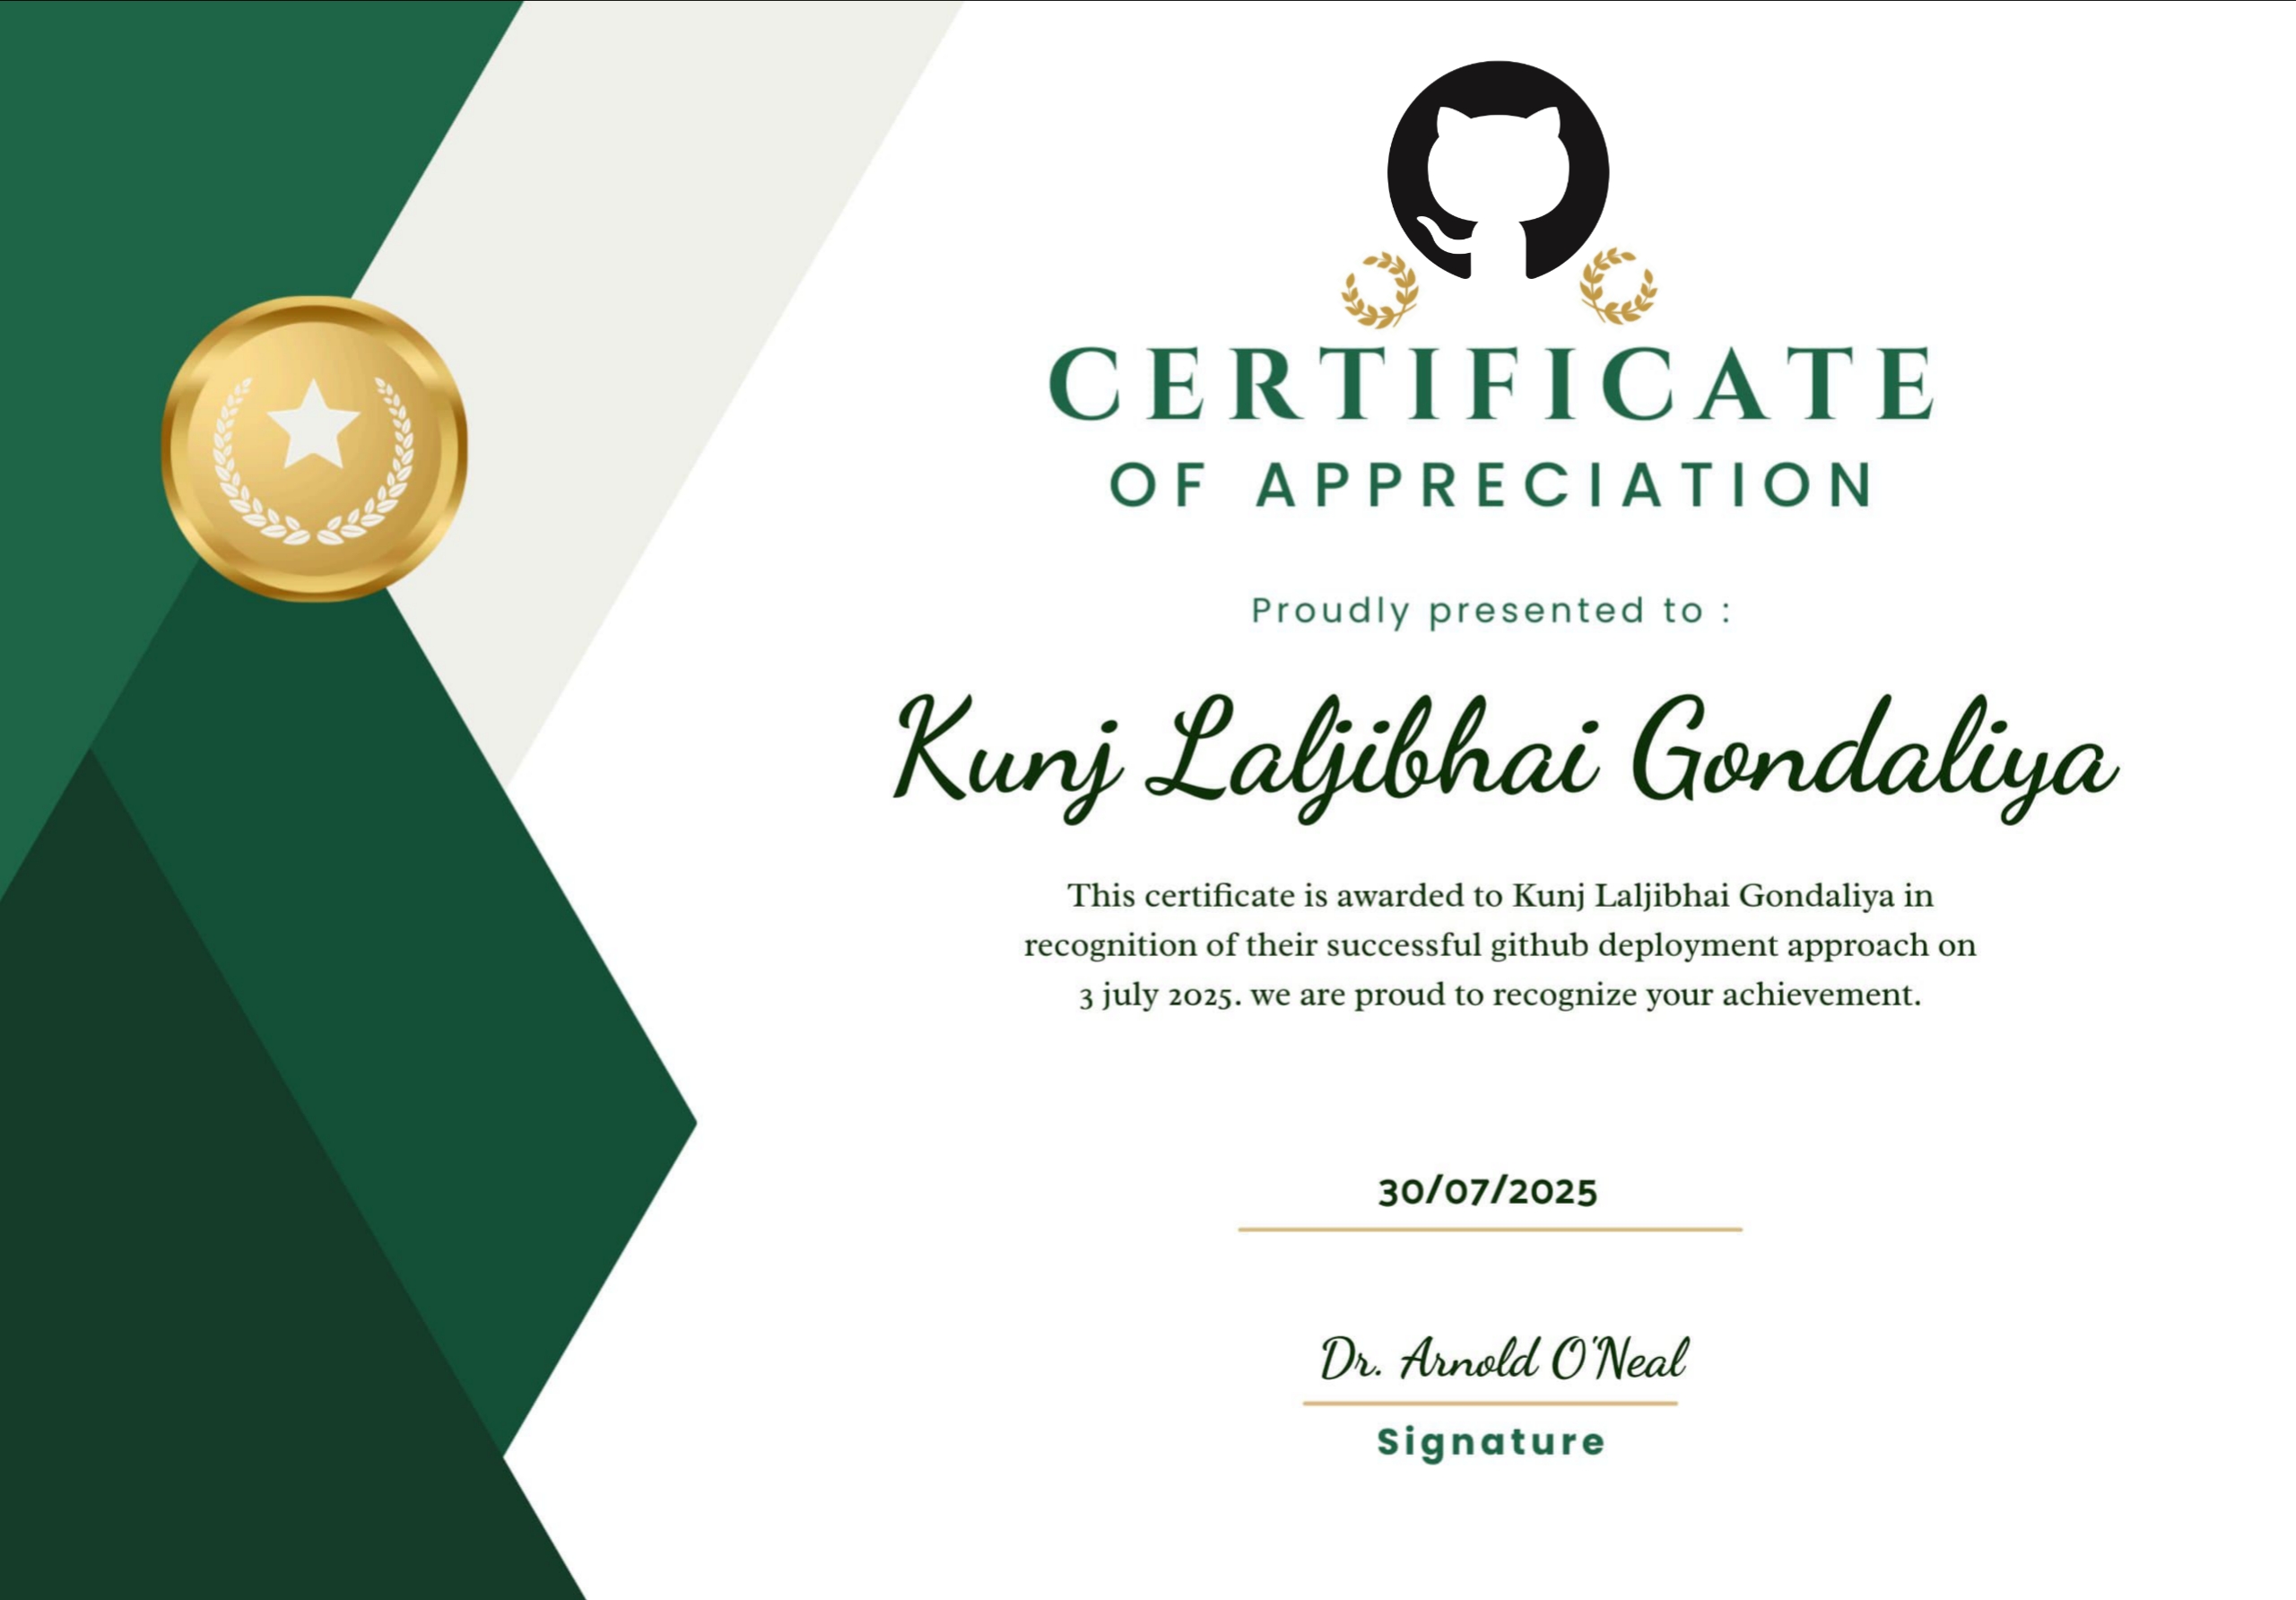 CERTIFICATE
OF APPRECIATION
Proudly presented to :
Kunj Laljibhai Gondaliya
This certificate is awarded to Kunj Laljibhai Gondaliya in
recognition of their successful github deployment approach on
3 july 2025. we are proud to recognize your achievement.
30/07/2025
Dr. Arnold O'Neal
Signature